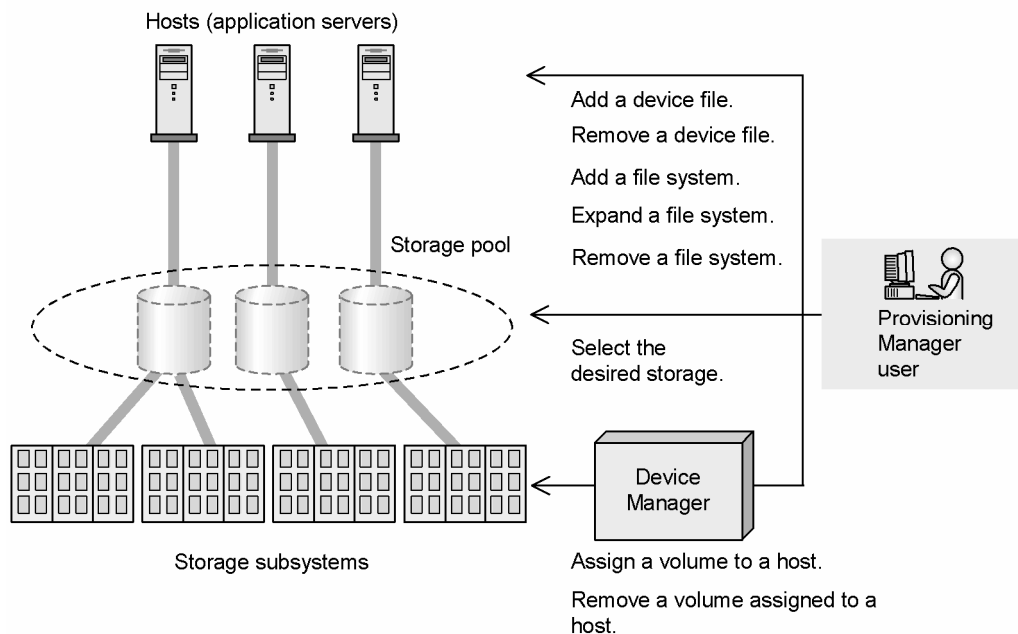 Hosts (application servers)
Add a device file.
Remove a device file.
Add a file system.
Expand a file system.
Remove a file system.
Storage pool
Provisioning
Manager
user
Select the
desired storage.
Device
Manager
Storage subsystems
Assign a volume to a host.
Remove a volume assigned to a
host.